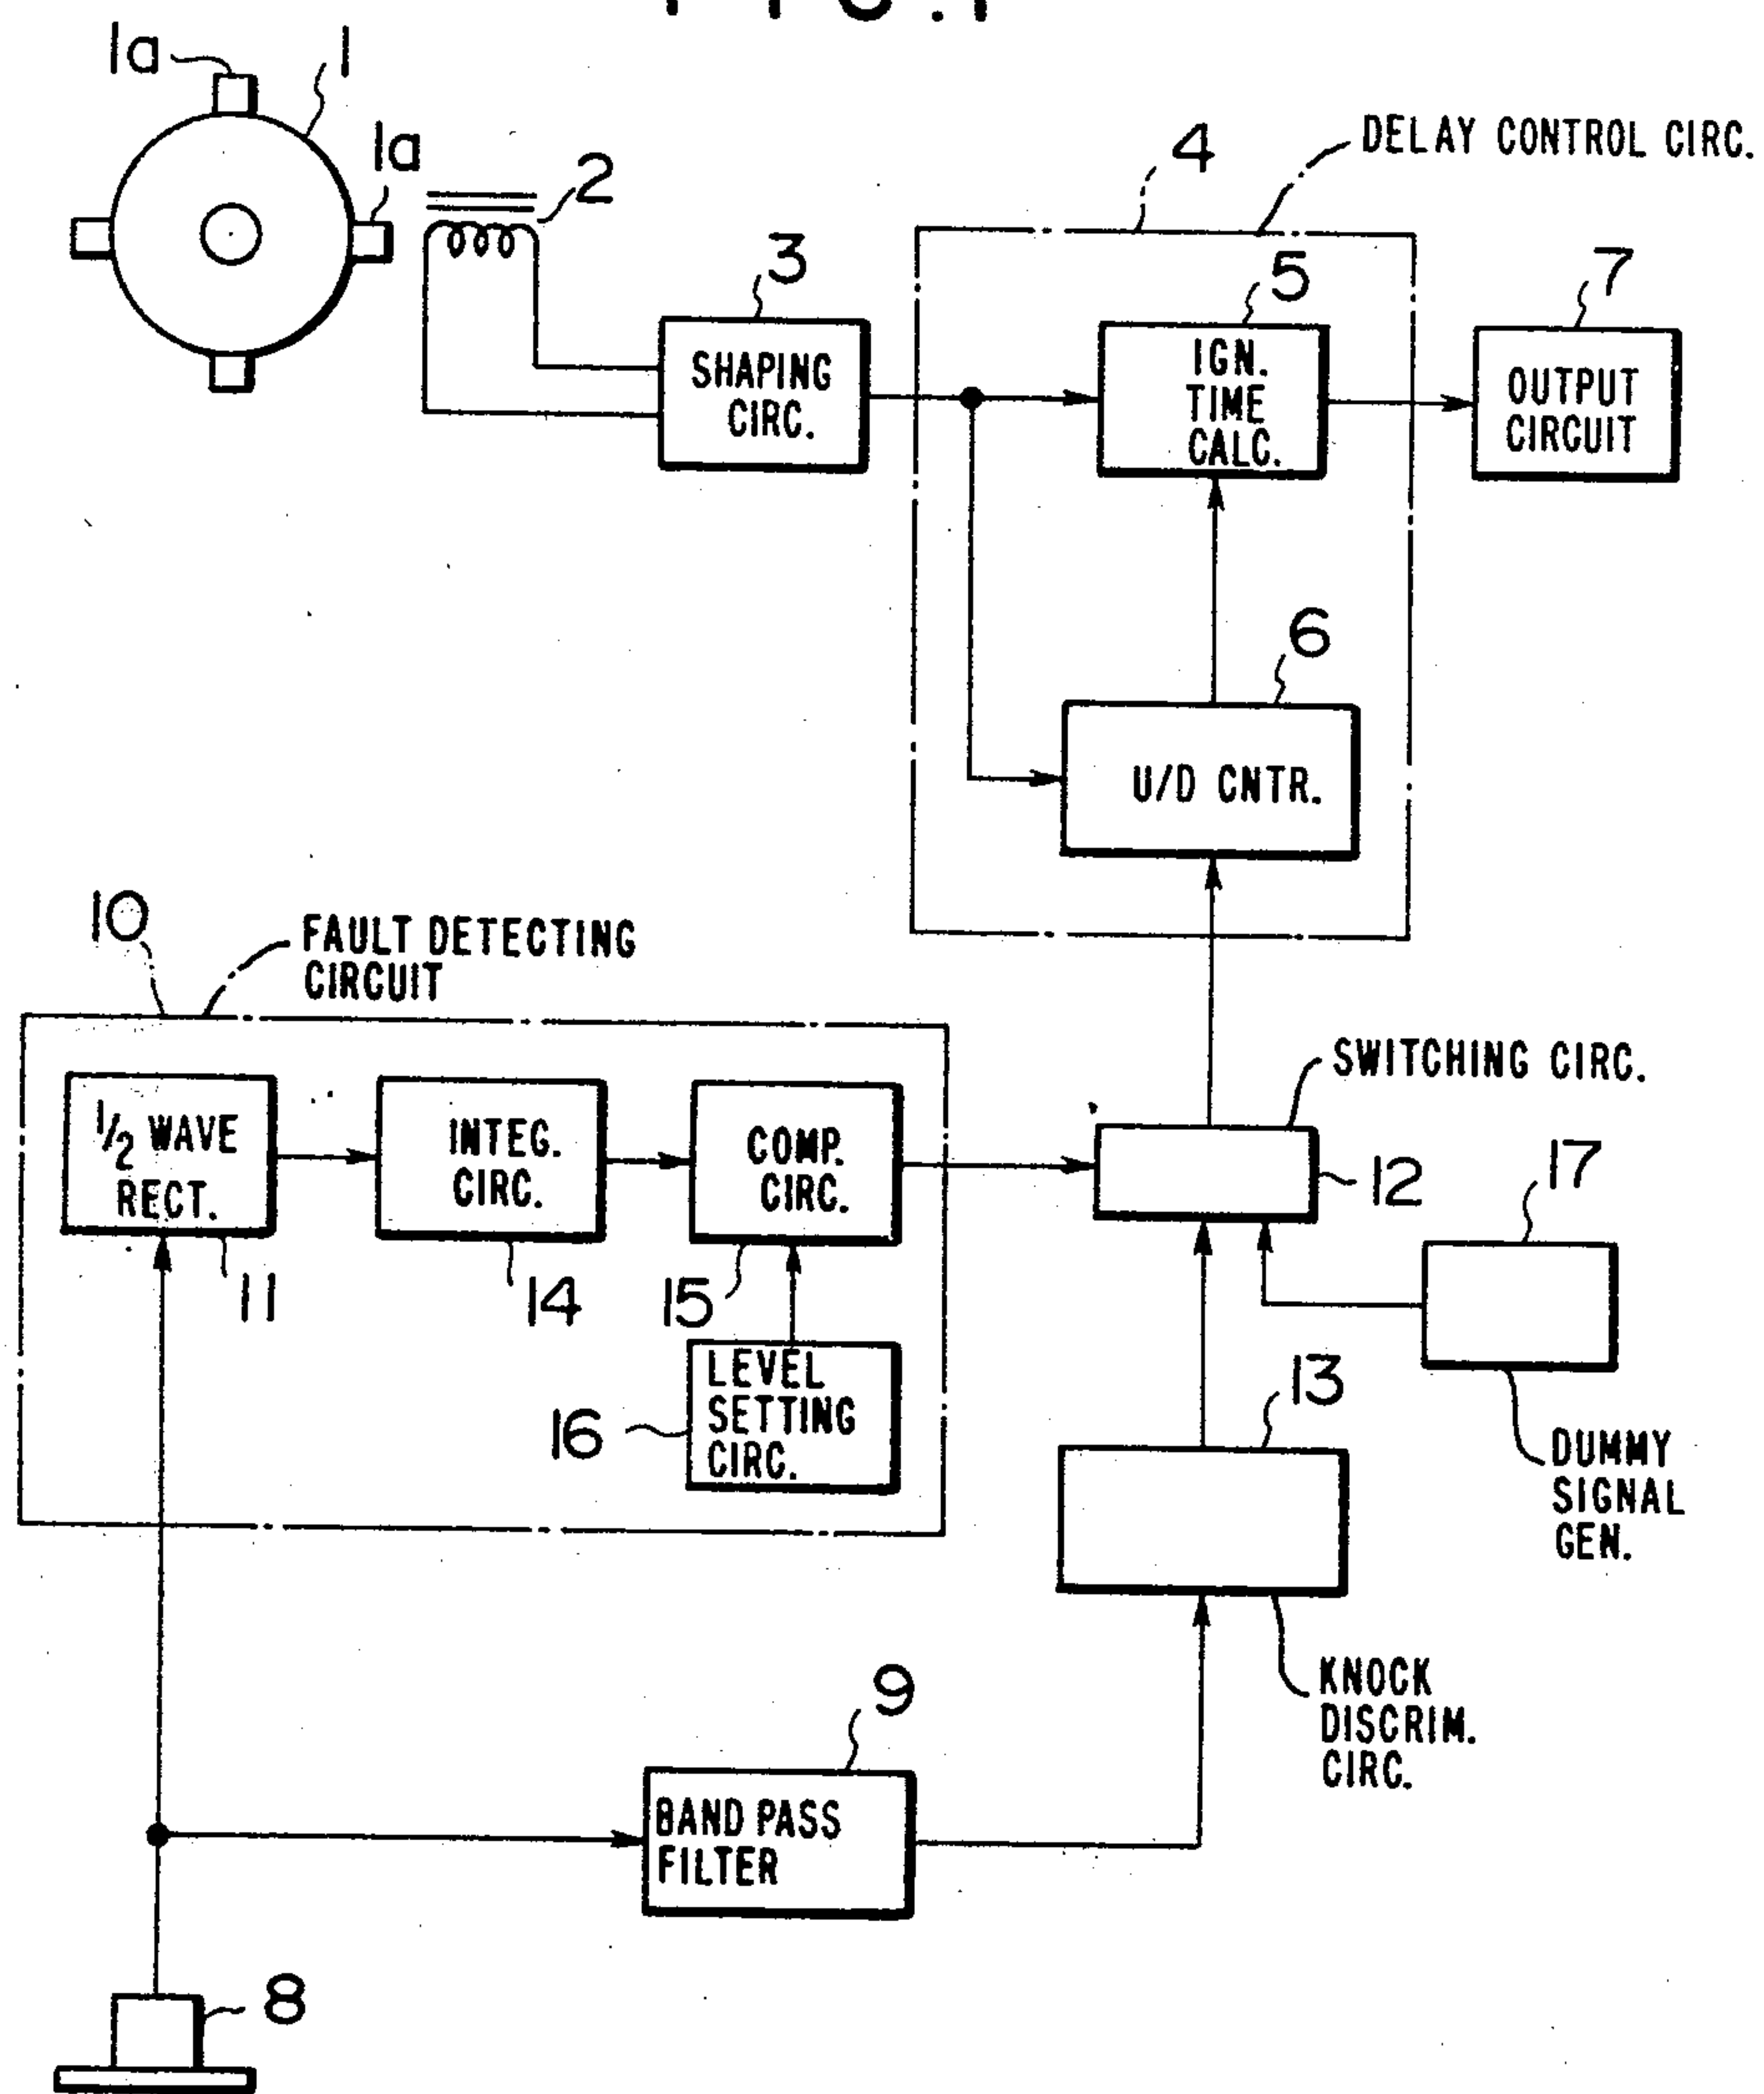 FIG.1
1a
1
1a
2
3
SHAPING
CIRC.
4
DELAY CONTROL CIRC.
5
IGN.
TIME
CALC.
7
OUTPUT
CIRCUIT
6
U/D CNTR.
10
FAULT DETECTING
CIRCUIT
1/2 WAVE
RECT.
11
INTEG.
CIRC.
14
COMP.
CIRC.
15
LEVEL
SETTING
CIRC.
16
SWITCHING CIRC.
12
17
DUMMY
SIGNAL
GEN.
13
KNOCK
DISCRIM.
CIRC.
9
BAND PASS
FILTER
8